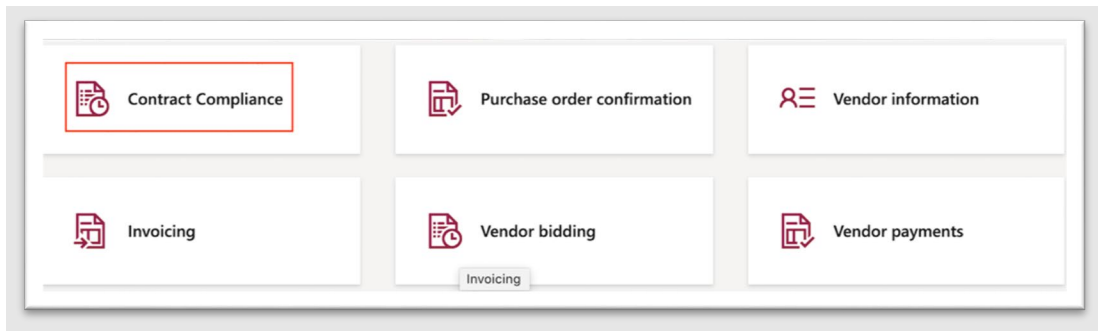 Contract Compliance
Purchase order confirmation
Vendor information
Invoicing
Vendor bidding
Vendor payments
Invoicing